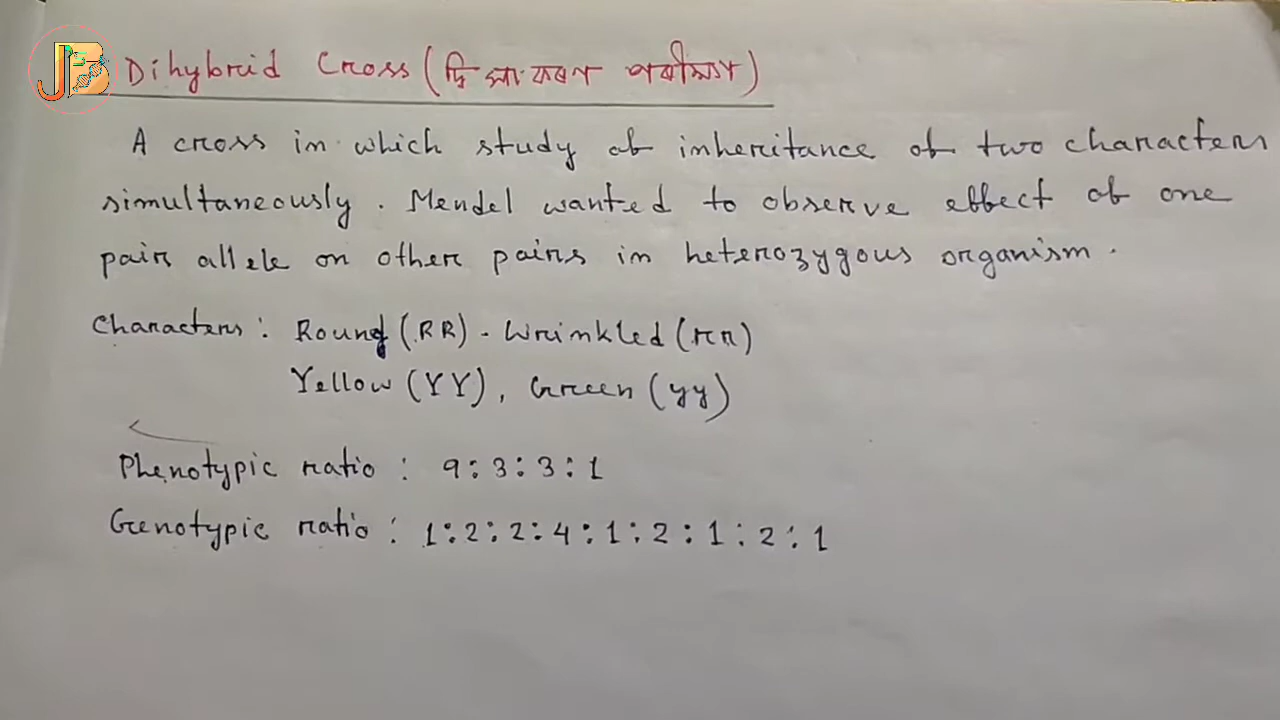 JB
Dihybrid Cross (দ্বি সংকৰণ পৰীক্ষা)
A cross in which study of inheritance of two characters
simultaneously. Mendel wanted to observe effect of one
pair allele on other pairs in heterozygous organism.
Characters: Round (RR) - Wrinkled (rr)
Yellow (YY), Green (yy)
Phenotypic ratio : 9:3:3:1
Genotypic ratio : 1:2:2:4:1:2:1:2:1